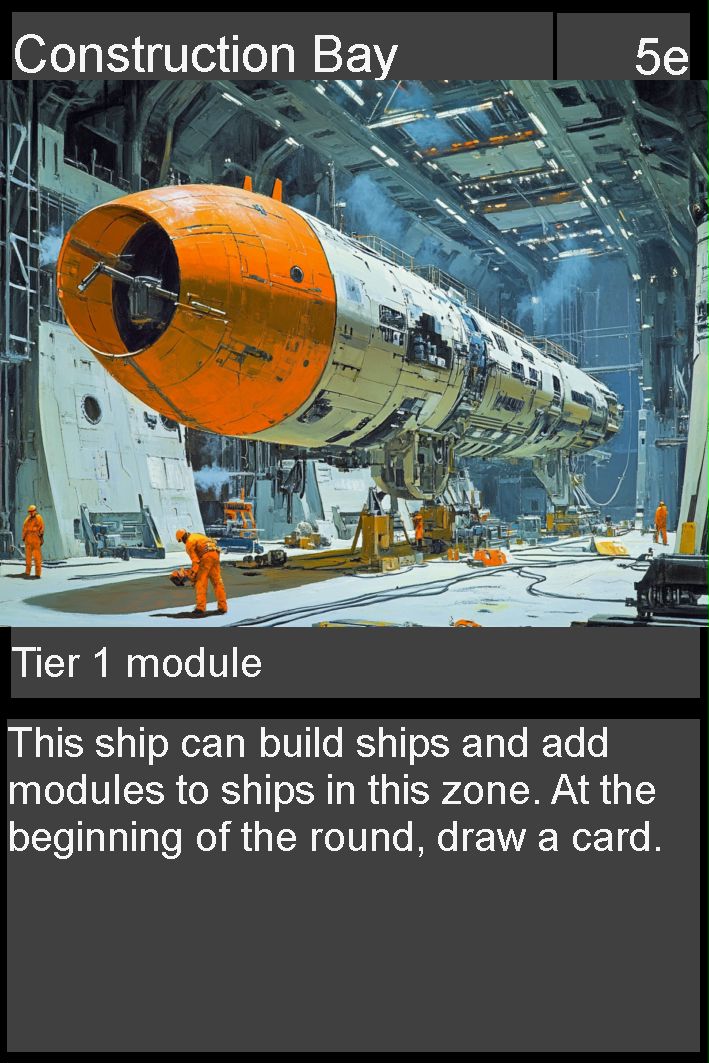 Construction Bay
5e
Tier 1 module
This ship can build ships and add
modules to ships in this zone. At the
beginning of the round, draw a card.